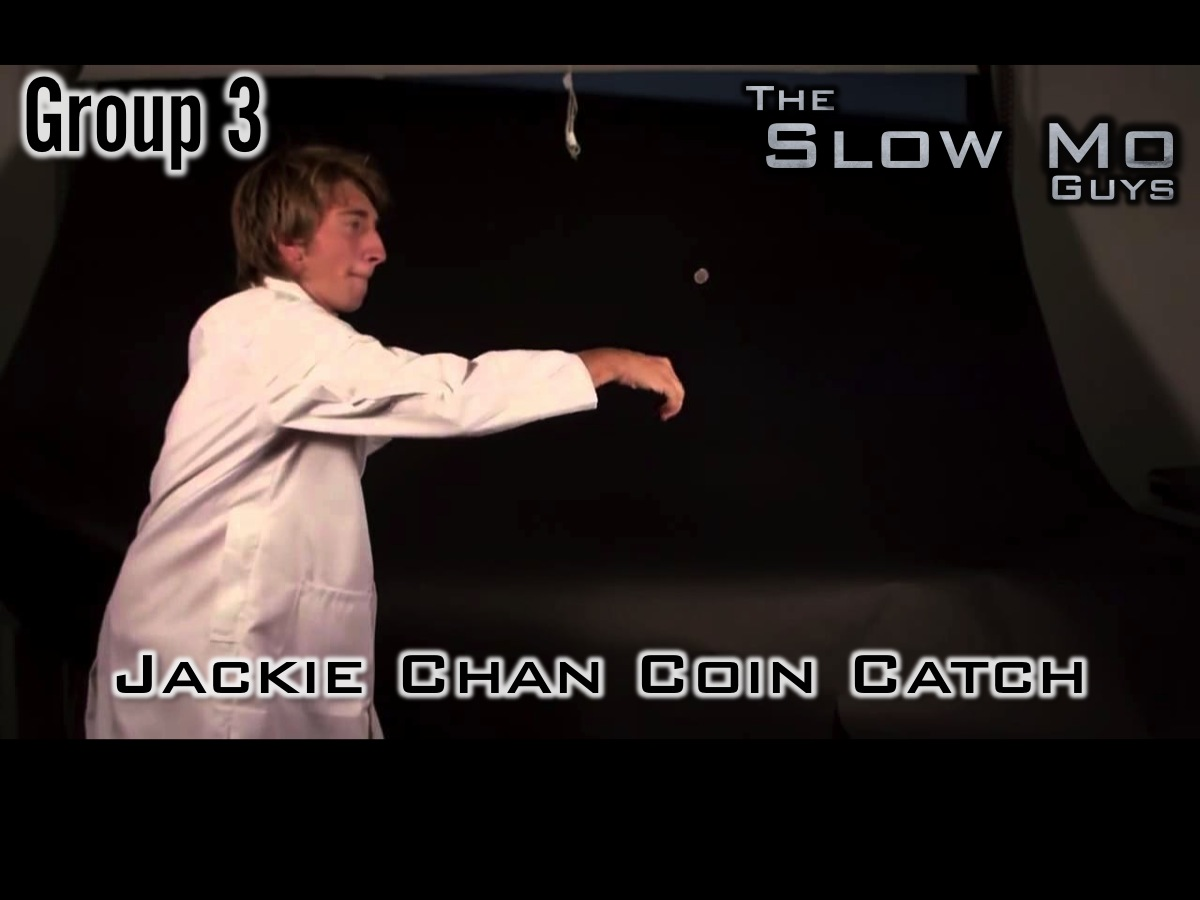 Group 3
The
Slow Mo
Guys
Jackie Chan Coin Catch